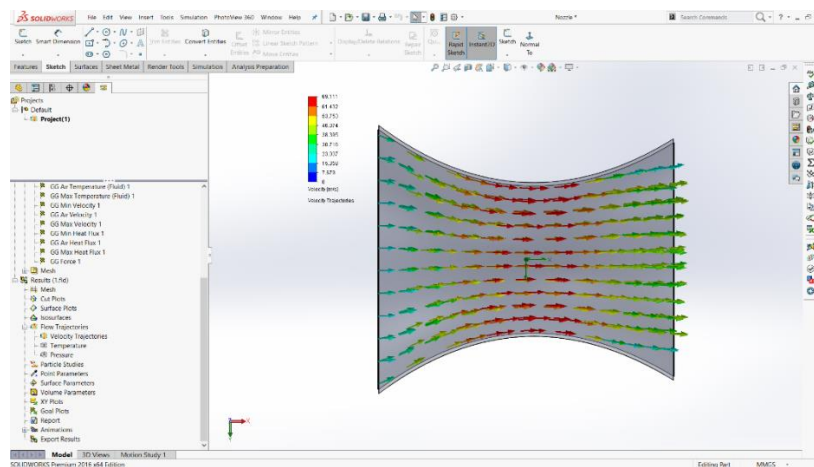 SOLIDWORKS File Edit View Insert Tools Simulation PhotoView 360 Window Help Nozzle * Search Commands
Sketch Smart Dimension Convert Entities Mirror Entities Linear Sketch Pattern Move Entities Display/Delete Relations Repair Sketch Rapid Sketch Instant2D Sketch Normal To
Features Sketch Surfaces Sheet Metal Render Tools Simulation Analysis Preparation
Projects
Default
Project(1)
GG Av Temperature (Fluid) 1
GG Max Temperature (Fluid) 1
GG Min Velocity 1
GG Av Velocity 1
GG Max Velocity 1
GG Min Heat Flux 1
GG Av Heat Flux 1
GG Max Heat Flux 1
GG Force 1
Mesh
Results (1.fld)
Mesh
Cut Plots
Surface Plots
Isosurfaces
Flow Trajectories
Velocity Trajectories
Temperature
Pressure
Particle Studies
Point Parameters
Surface Parameters
Volume Parameters
XY Plots
Goal Plots
Report
Animations
Export Results
69.111
0
Velocity [m/s]
Velocity Trajectories
Model 3D Views Motion Study 1
SOLIDWORKS Premium 2016 x64 Edition Editing Part MMGS